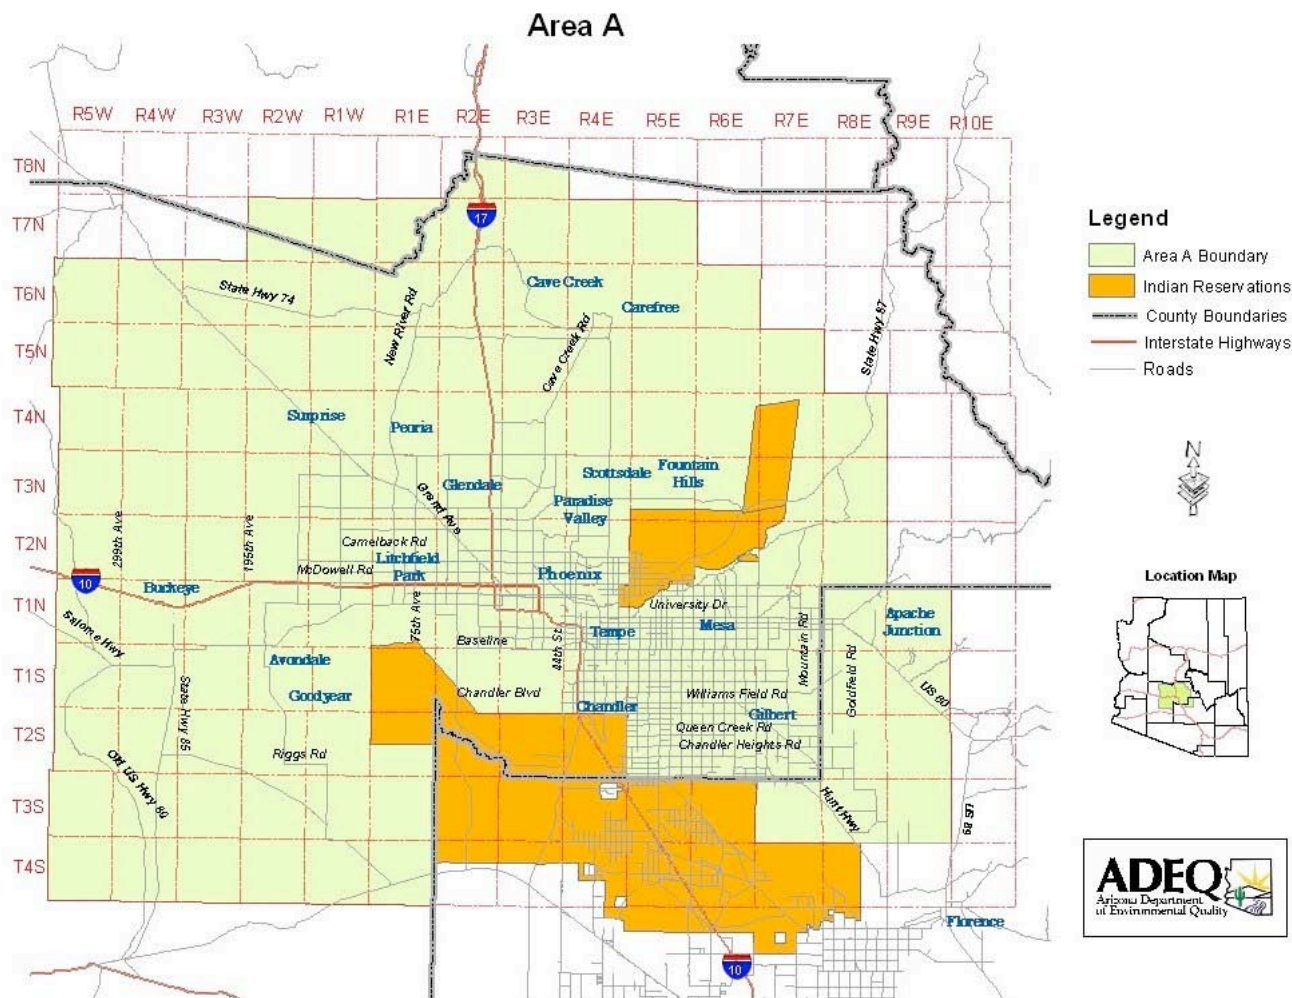 Area A
R5W R4W R3W R2W R1W R1E R2E R3E R4E R5E R6E R7E R8E R9E R10E
T8N
T7N
T6N
T5N
T4N
T3N
T2N
T1N
T1S
T2S
T3S
T4S
17
State Hwy 74
New River Rd
Cave Creek
Carefree
Cave Creek Rd
State Hwy 87
Surprise
Peoria
Glendale
Grand Ave
Scottsdale
Fountain
Hills
Paradise
Valley
299th Ave
195th Ave
Camelback Rd
McDowell Rd
Litchfield
Park
10
Buckeye
Phoenix
University Dr
Salome Hwy
75th Ave
Baseline
44th St
Tempe
Mesa
Mountain Rd
Apache
Junction
Avondale
Goodyear
State Hwy 85
Chandler Blvd
Chandler
Williams Field Rd
Gilbert
Goldfield Rd
US 60
Queen Creek Rd
Chandler Heights Rd
Riggs Rd
Old US Hwy 80
Hunt Hwy
US 89
Florence
10
Legend
Area A Boundary
Indian Reservations
County Boundaries
Interstate Highways
Roads
N
Location Map
ADEQ
Arizona Department
of Environmental Quality